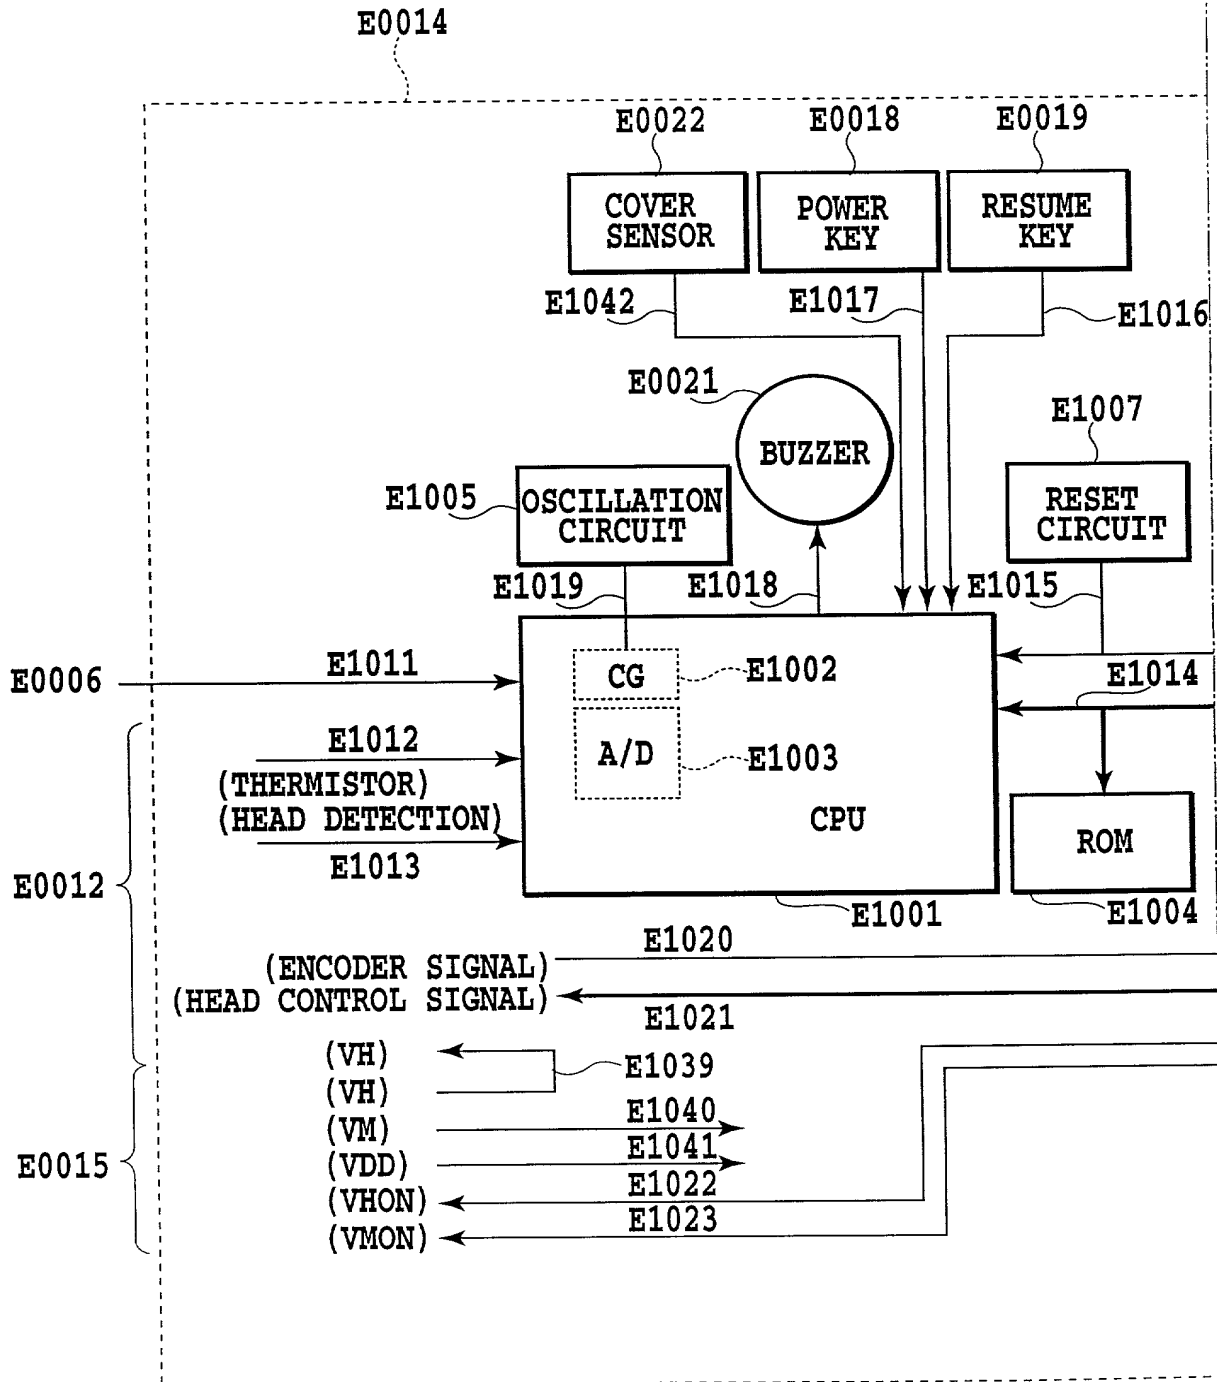 E0014
E0022
E0018
E0019
COVER
SENSOR
POWER
KEY
RESUME
KEY
E1042
E1017
E1016
E0021
BUZZER
E1007
E1005
OSCILLATION
CIRCUIT
RESET
CIRCUIT
E1019
E1018
E1015
E0006
E1011
CG
E1002
E1014
E1012
(THERMISTOR)
A/D
E1003
(HEAD DETECTION)
CPU
ROM
E1013
E0012
E1001
E1004
E1020
(ENCODER SIGNAL)
(HEAD CONTROL SIGNAL)
E1021
(VH)
E1039
(VH)
E1040
(VM)
E1041
E0015
(VDD)
E1022
(VHON)
E1023
(VMON)